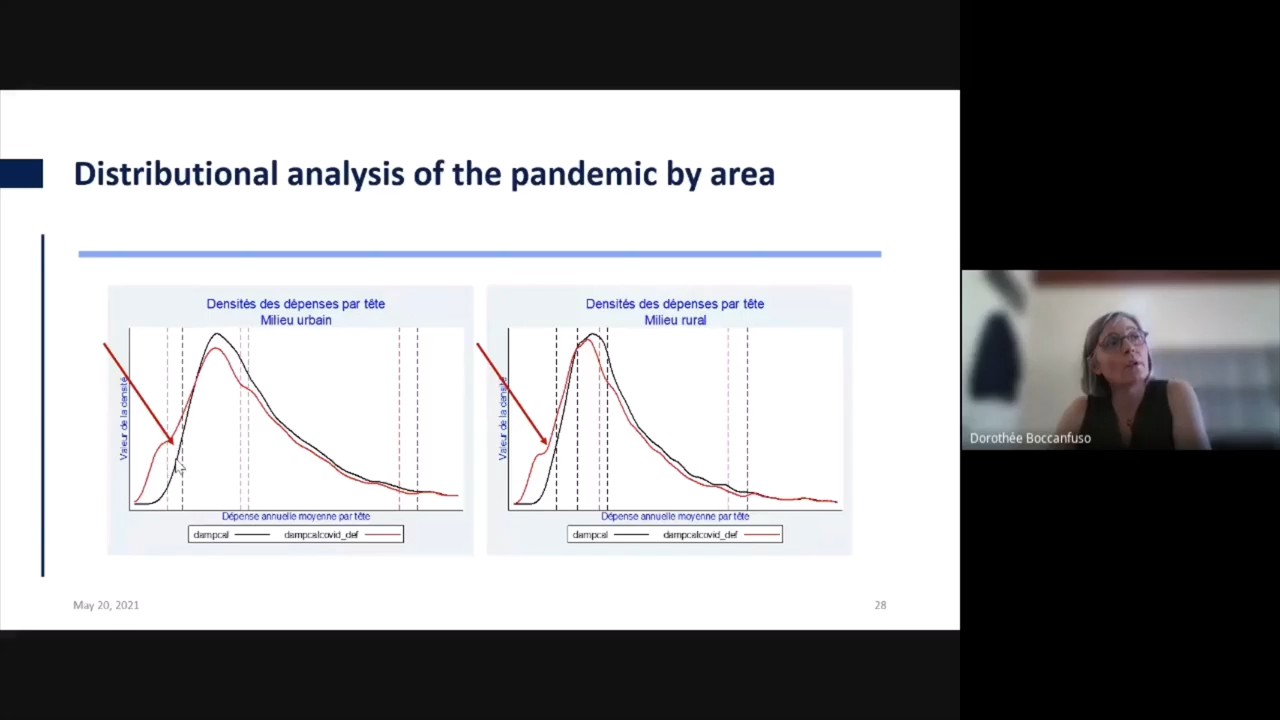 Distributional analysis of the pandemic by area
Densités des dépenses par tête
Milieu urbain
Valeur de la densité
Dépense annuelle moyenne par tête
dampcal
dampcalcovid_def
Densités des dépenses par tête
Milieu rural
Valeur de la densité
Dépense annuelle moyenne par tête
dampcal
dampcalcovid_def
May 20, 2021
28
Dorothée Boccanfuso